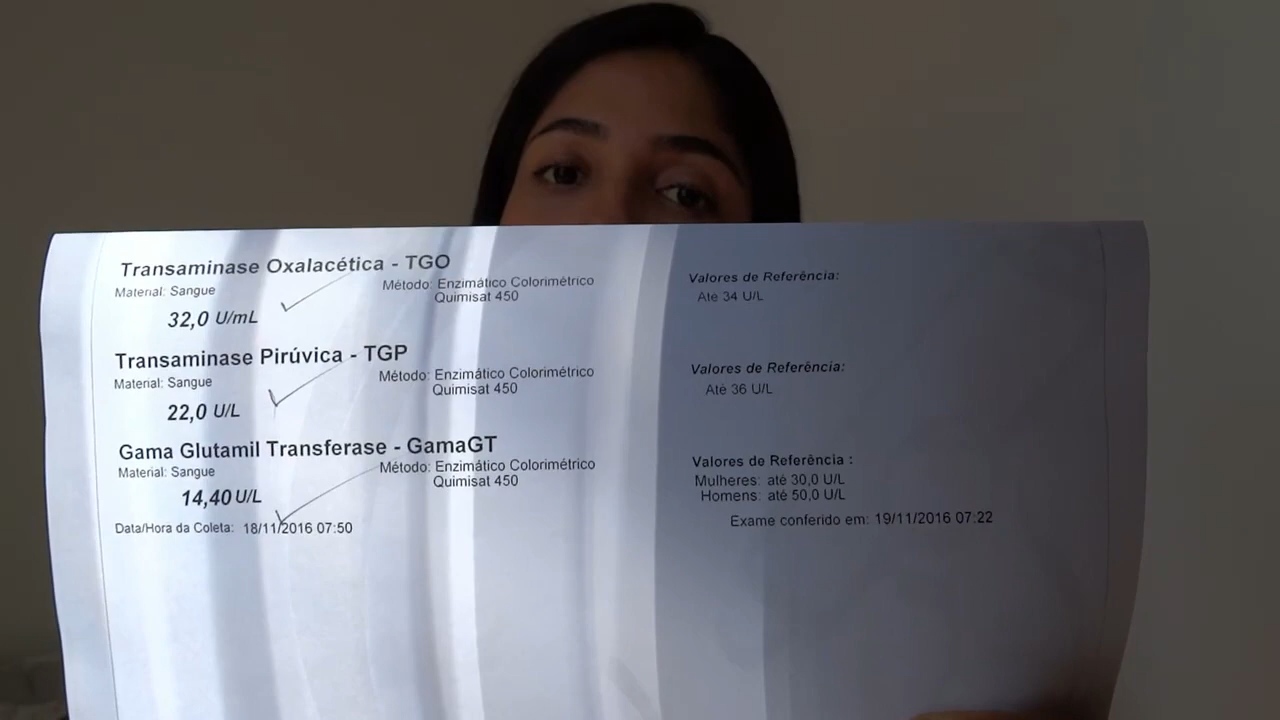 Transaminase Oxalacética - TGO
Material: Sangue
Método: Enzimático Colorimétrico
Quimisat 450
Valores de Referência:
Até 34 U/L
32,0 U/mL
Transaminase Pirúvica - TGP
Material: Sangue
Método: Enzimático Colorimétrico
Quimisat 450
Valores de Referência:
Até 36 U/L
22,0 U/L
Gama Glutamil Transferase - GamaGT
Material: Sangue
Método: Enzimático Colorimétrico
Quimisat 450
Valores de Referência :
Mulheres: até 30,0 U/L
Homens: até 50,0 U/L
14,40 U/L
Data/Hora da Coleta: 18/11/2016 07:50
Exame conferido em: 19/11/2016 07:22